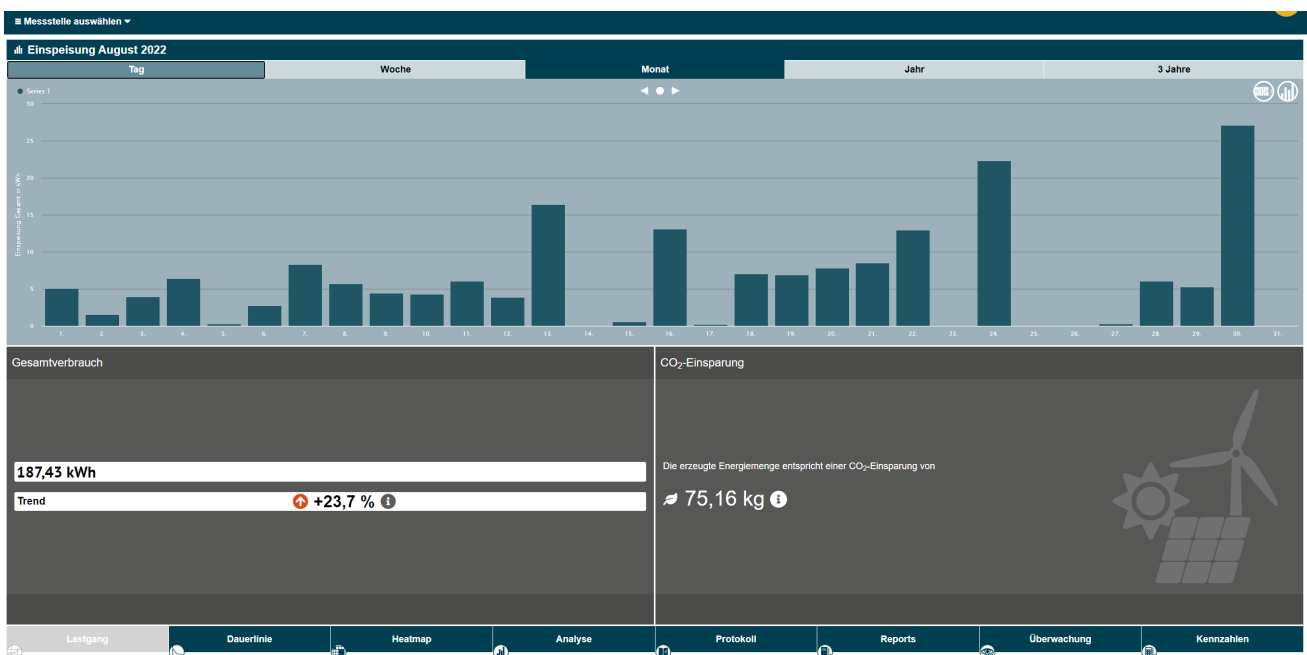 ≡ Messstelle auswählen
Einspeisung August 2022
Tag Woche Monat Jahr 3 Jahre
Series 1
30
25
20
15
10
5
0
Einspeisung Gesamt in kWh
1. 2. 3. 4. 5. 6. 7. 8. 9. 10. 11. 12. 13. 14. 15. 16. 17. 18. 19. 20. 21. 22. 23. 24. 25. 26. 27. 28. 29. 30. 31.
Gesamtverbrauch
187,43 kWh
Trend +23,7 %
CO₂-Einsparung
Die erzeugte Energiemenge entspricht einer CO₂-Einsparung von
75,16 kg
Lastgang Dauerlinie Heatmap Analyse Protokoll Reports Überwachung Kennzahlen